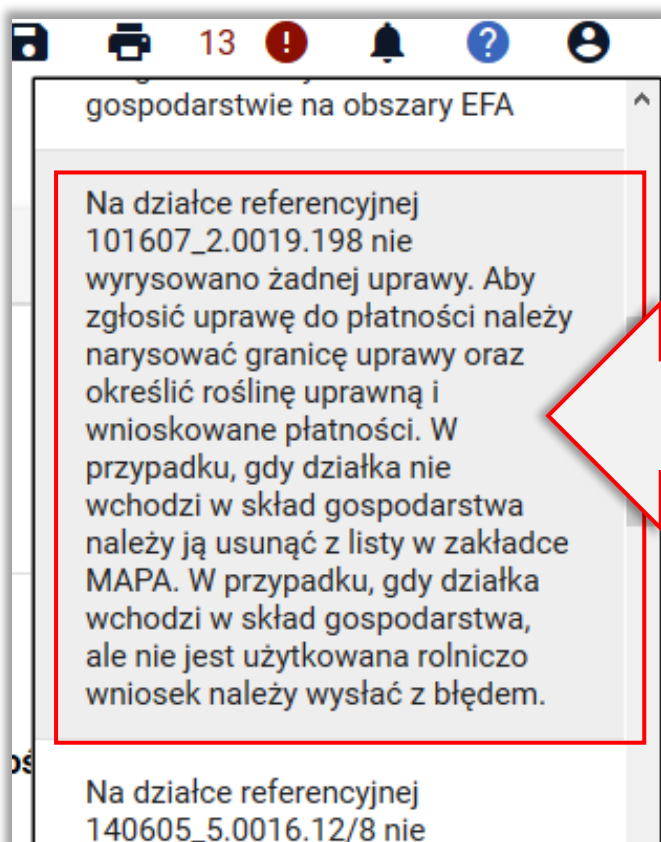 13
gospodarstwie na obszary EFA
Na działce referencyjnej
101607_2.0019.198 nie
wyrysowano żadnej uprawy. Aby
zgłosić uprawę do płatności należy
narysować granicę uprawy oraz
określić roślinę uprawną i
wnioskowane płatności. W
przypadku, gdy działka nie
wchodzi w skład gospodarstwa
należy ją usunąć z listy w zakładce
MAPA. W przypadku, gdy działka
wchodzi w skład gospodarstwa,
ale nie jest użytkowana rolniczo
wniosek należy wysłać z błędem.
Na działce referencyjnej
140605_5.0016.12/8 nie